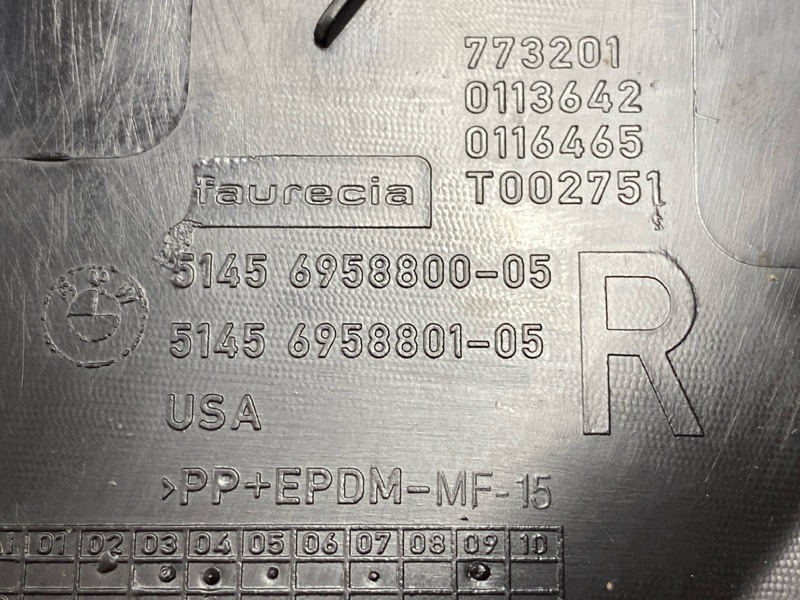 773201
0113642
0116465
T002751
faurecia
5145 6958800-05
5145 6958801-05
R
USA
>PP+EPDM-MF-15
01 02 03 04 05 06 07 08 09 10